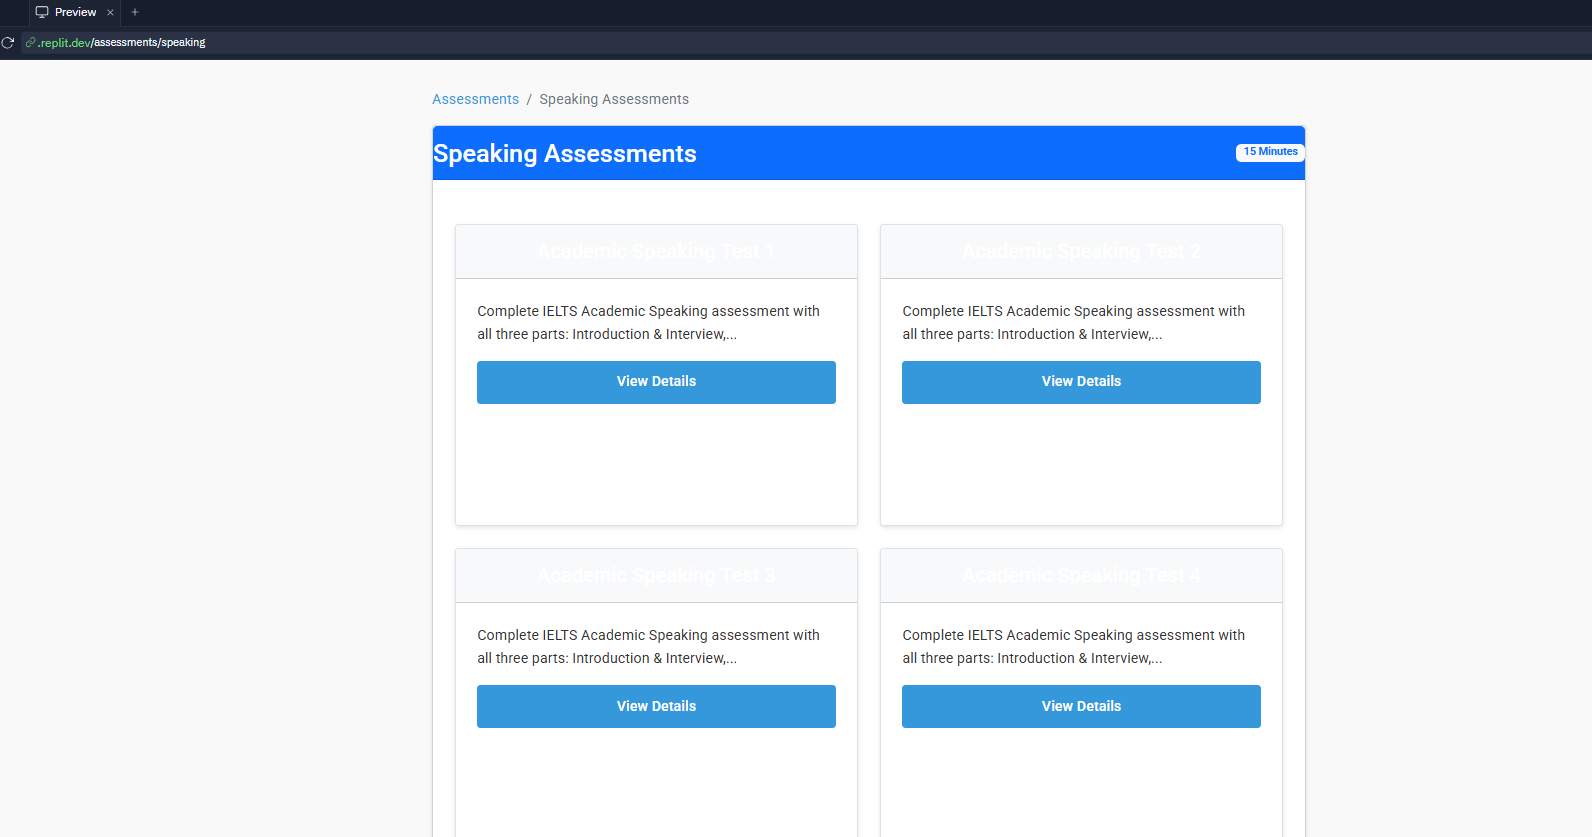 Preview
.replit.dev/assessments/speaking
Assessments / Speaking Assessments
Speaking Assessments
15 Minutes
Academic Speaking Test 1
Complete IELTS Academic Speaking assessment with
all three parts: Introduction & Interview,...
View Details
Academic Speaking Test 2
Complete IELTS Academic Speaking assessment with
all three parts: Introduction & Interview,...
View Details
Academic Speaking Test 3
Complete IELTS Academic Speaking assessment with
all three parts: Introduction & Interview,...
View Details
Academic Speaking Test 4
Complete IELTS Academic Speaking assessment with
all three parts: Introduction & Interview,...
View Details